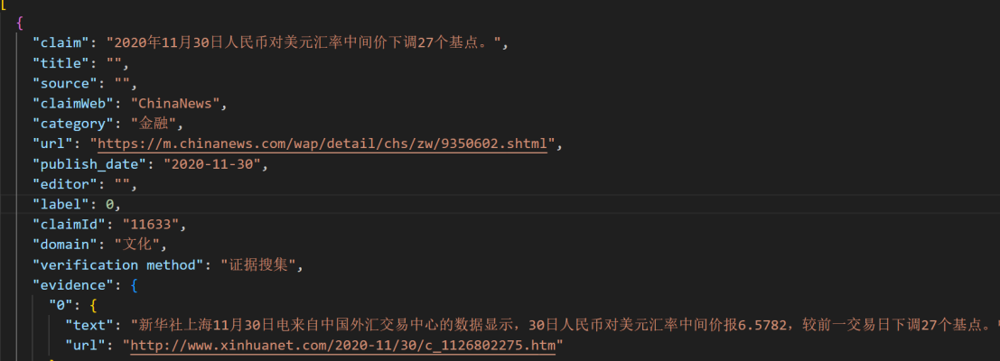 [
{
"claim": "2020年11月30日人民币对美元汇率中间价下调27个基点。",
"title": "",
"source": "",
"claimWeb": "ChinaNews",
"category": "金融",
"url": "https://m.chinanews.com/wap/detail/chs/zw/9350602.shtml",
"publish_date": "2020-11-30",
"editor": "",
"label": 0,
"claimId": "11633",
"domain": "文化",
"verification method": "证据搜集",
"evidence": {
"0": {
"text": "新华社上海11月30日电来自中国外汇交易中心的数据显示，30日人民币对美元汇率中间价报6.5782，较前一交易日下调27个基点。
"url": "http://www.xinhuanet.com/2020-11/30/c_1126802275.htm"